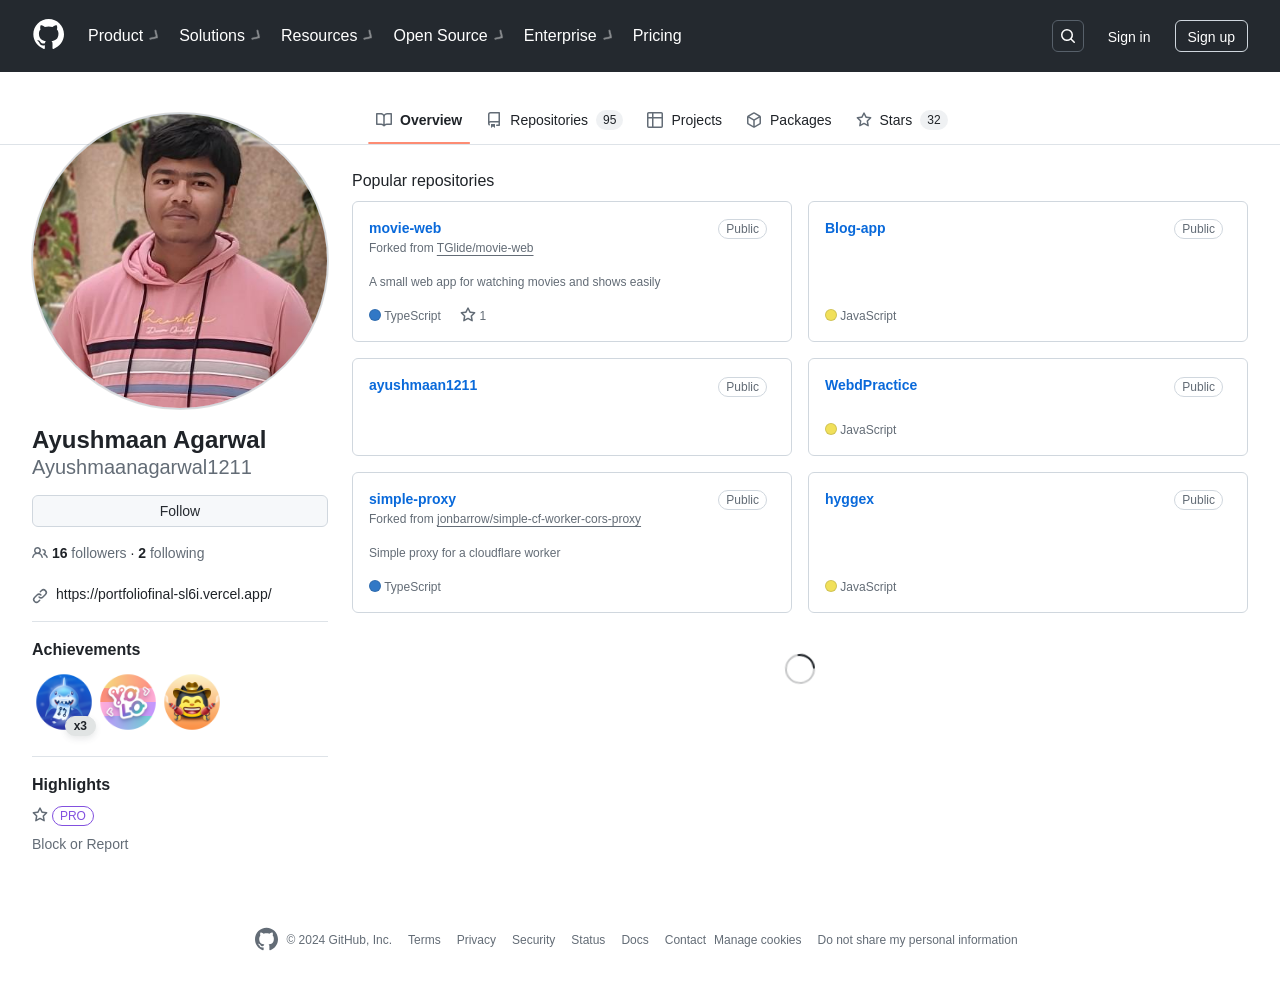 Product Solutions Resources Open Source Enterprise Pricing Sign in Sign up
Overview Repositories 95 Projects Packages Stars 32
Popular repositories
movie-web Public
Forked from TGlide/movie-web
A small web app for watching movies and shows easily
TypeScript 1
Blog-app Public
JavaScript
ayushmaan1211 Public
WebdPractice Public
JavaScript
simple-proxy Public
Forked from jonbarrow/simple-cf-worker-cors-proxy
Simple proxy for a cloudflare worker
TypeScript
hyggex Public
JavaScript
Ayushmaan Agarwal
Ayushmaanagarwal1211
Follow
16 followers · 2 following
https://portfoliofinal-sl6i.vercel.app/
Achievements
x3
YOLO
Highlights
PRO
Block or Report
© 2024 GitHub, Inc. Terms Privacy Security Status Docs Contact Manage cookies Do not share my personal information